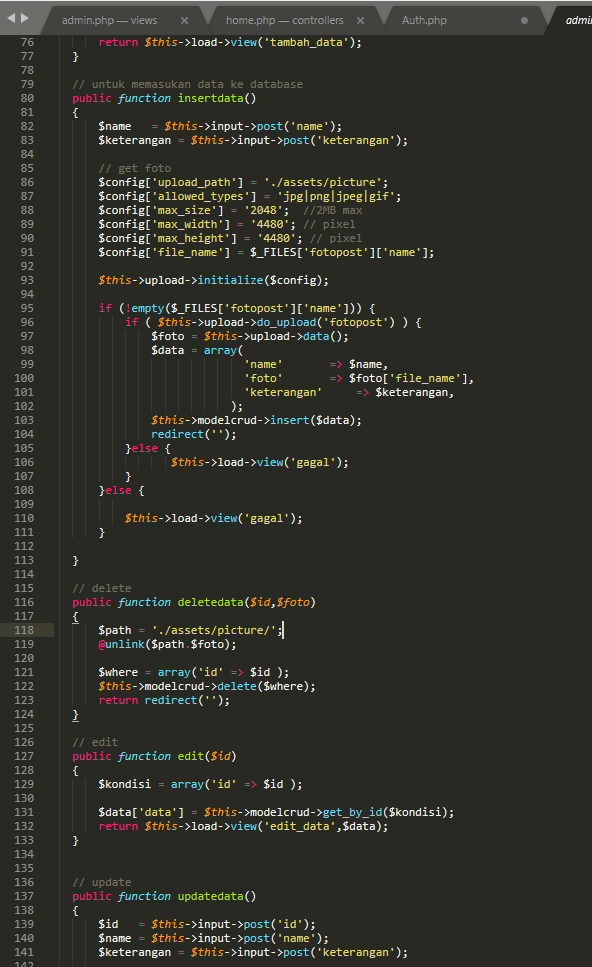 admin.php — views
home.php — controllers
Auth.php
admin
76 return $this->load->view('tambah_data');
77 }
78
79 // untuk memasukan data ke database
80 public function insertdata()
81 {
82 $name   = $this->input->post('name');
83 $keterangan = $this->input->post('keterangan');
84
85 // get foto
86 $config['upload_path'] = './assets/picture';
87 $config['allowed_types'] = 'jpg|png|jpeg|gif';
88 $config['max_size'] = '2048';  //2MB max
89 $config['max_width'] = '4480'; // pixel
90 $config['max_height'] = '4480'; // pixel
91 $config['file_name'] = $_FILES['fotopost']['name'];
92
93 $this->upload->initialize($config);
94
95 if (!empty($_FILES['fotopost']['name'])) {
96 if ( $this->upload->do_upload('fotopost') ) {
97 $foto = $this->upload->data();
98 $data = array(
99 'name'       => $name,
100 'foto'       => $foto['file_name'],
101 'keterangan'     => $keterangan,
102 );
103 $this->modelcrud->insert($data);
104 redirect('');
105 }else {
106 $this->load->view('gagal');
107 }
108 }else {
109
110 $this->load->view('gagal');
111 }
112
113 }
114
115 // delete
116 public function deletedata($id,$foto)
117 {
118 $path = './assets/picture/';
119 @unlink($path.$foto);
120
121 $where = array('id' => $id );
122 $this->modelcrud->delete($where);
123 return redirect('');
124 }
125
126 // edit
127 public function edit($id)
128 {
129 $kondisi = array('id' => $id );
130
131 $data['data'] = $this->modelcrud->get_by_id($kondisi);
132 return $this->load->view('edit_data',$data);
133 }
134
135
136 // update
137 public function updatedata()
138 {
139 $id   = $this->input->post('id');
140 $name = $this->input->post('name');
141 $keterangan = $this->input->post('keterangan');
142